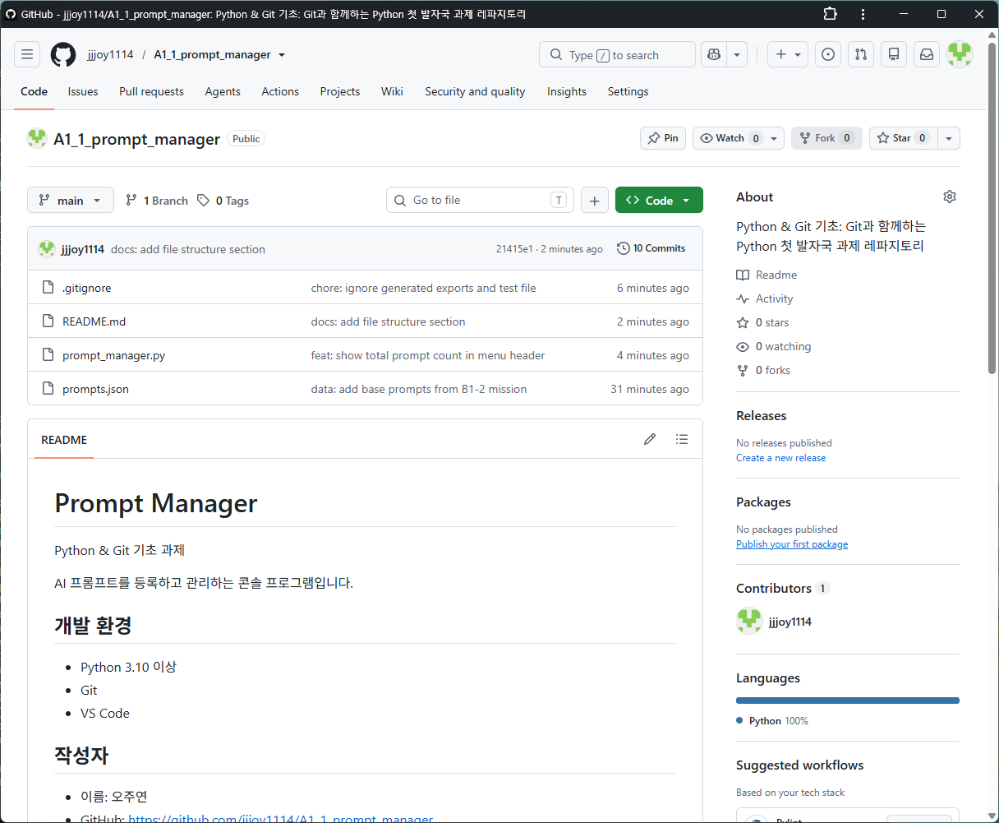 GitHub - jjjoy1114/A1_1_prompt_manager: Python & Git 기초: Git과 함께하는 Python 첫 발자국 과제 레파지토리
jjjoy1114 / A1_1_prompt_manager
Type / to search
Code Issues Pull requests Agents Actions Projects Wiki Security and quality Insights Settings
A1_1_prompt_manager Public
Pin Watch 0 Fork 0 Star 0
main 1 Branch 0 Tags
Go to file T
Code
jjjoy1114 docs: add file structure section 21415e1 · 2 minutes ago 10 Commits
.gitignore chore: ignore generated exports and test file 6 minutes ago
README.md docs: add file structure section 2 minutes ago
prompt_manager.py feat: show total prompt count in menu header 4 minutes ago
prompts.json data: add base prompts from B1-2 mission 31 minutes ago
README
Prompt Manager
Python & Git 기초 과제
AI 프롬프트를 등록하고 관리하는 콘솔 프로그램입니다.
개발 환경
Python 3.10 이상
Git
VS Code
작성자
이름: 오주연
GitHub: https://github.com/jjjoy1114/A1_1_prompt_manager
About
Python & Git 기초: Git과 함께하는
Python 첫 발자국 과제 레파지토리
Readme
Activity
0 stars
0 watching
0 forks
Releases
No releases published
Create a new release
Packages
No packages published
Publish your first package
Contributors 1
jjjoy1114
Languages
Python 100%
Suggested workflows
Based on your tech stack
Pylint